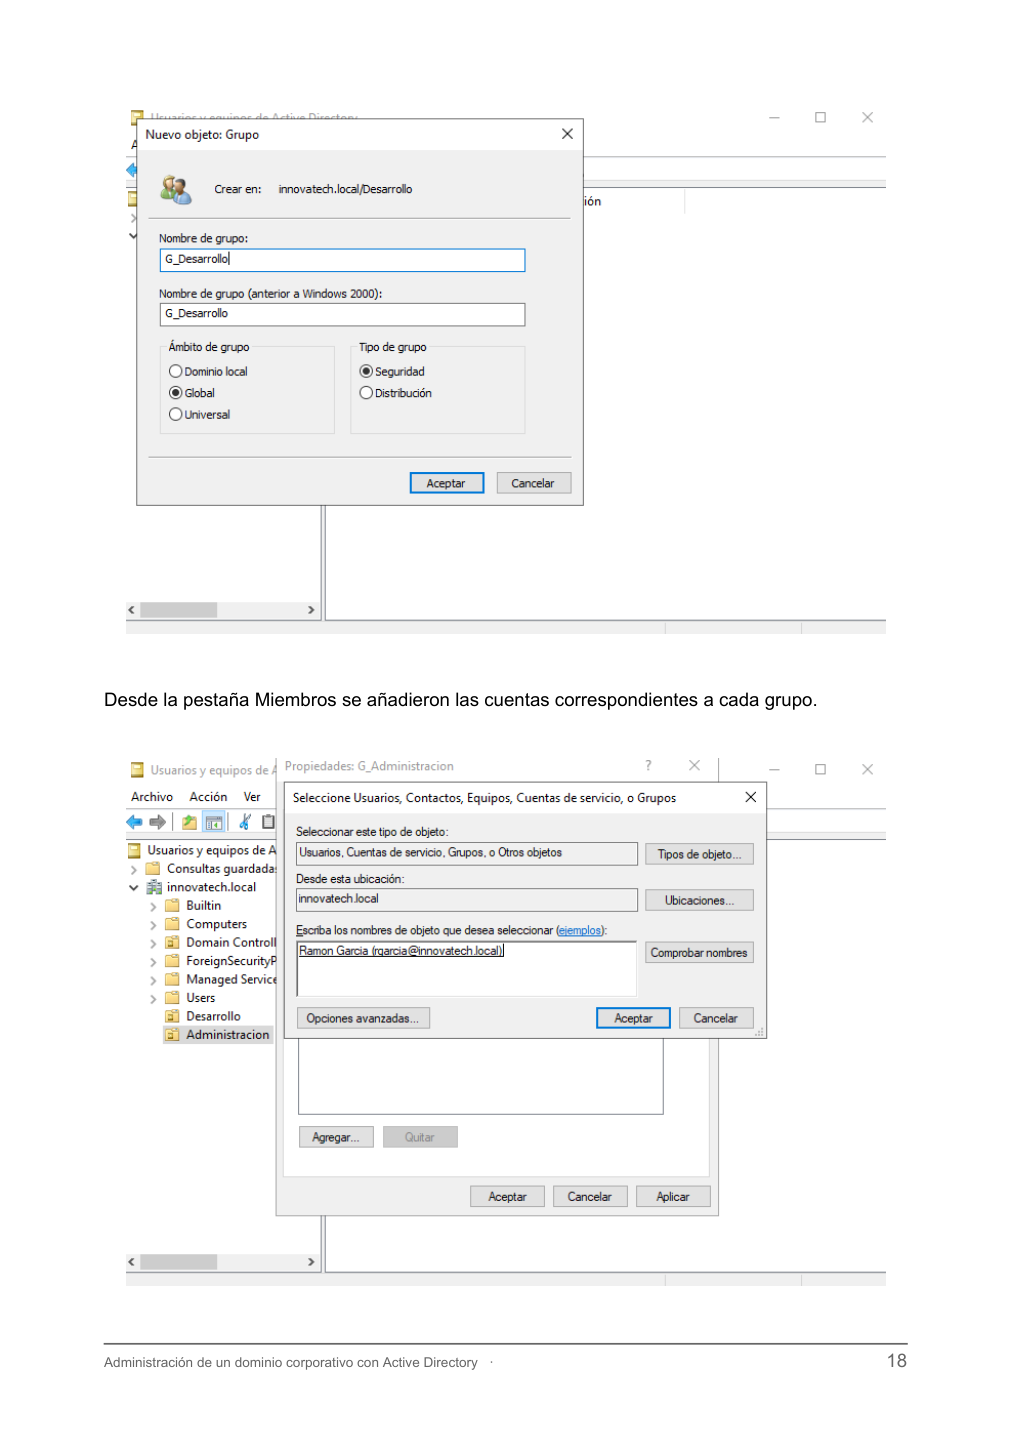 Usuarios y equipos de Active Directory
Nuevo objeto: Grupo
Crear en: innovatech.local/Desarrollo
ión
Nombre de grupo:
G_Desarrollo
Nombre de grupo (anterior a Windows 2000):
G_Desarrollo
Ámbito de grupo
Tipo de grupo
Dominio local
Seguridad
Global
Distribución
Universal
Aceptar
Cancelar
Desde la pestaña Miembros se añadieron las cuentas correspondientes a cada grupo.
Usuarios y equipos de A
Propiedades: G_Administracion
?
Archivo Acción Ver
Seleccione Usuarios, Contactos, Equipos, Cuentas de servicio, o Grupos
Seleccionar este tipo de objeto:
Usuarios, Cuentas de servicio, Grupos, o Otros objetos
Tipos de objeto...
Desde esta ubicación:
innovatech.local
Ubicaciones...
Escriba los nombres de objeto que desea seleccionar (ejemplos):
Ramon Garcia (rgarcia@innovatech.local)
Comprobar nombres
Opciones avanzadas...
Aceptar
Cancelar
Usuarios y equipos de A
Consultas guardada
innovatech.local
Builtin
Computers
Domain Controll
ForeignSecurityP
Managed Service
Users
Desarrollo
Administracion
Agregar...
Quitar
Aceptar
Cancelar
Aplicar
Administración de un dominio corporativo con Active Directory ·
18